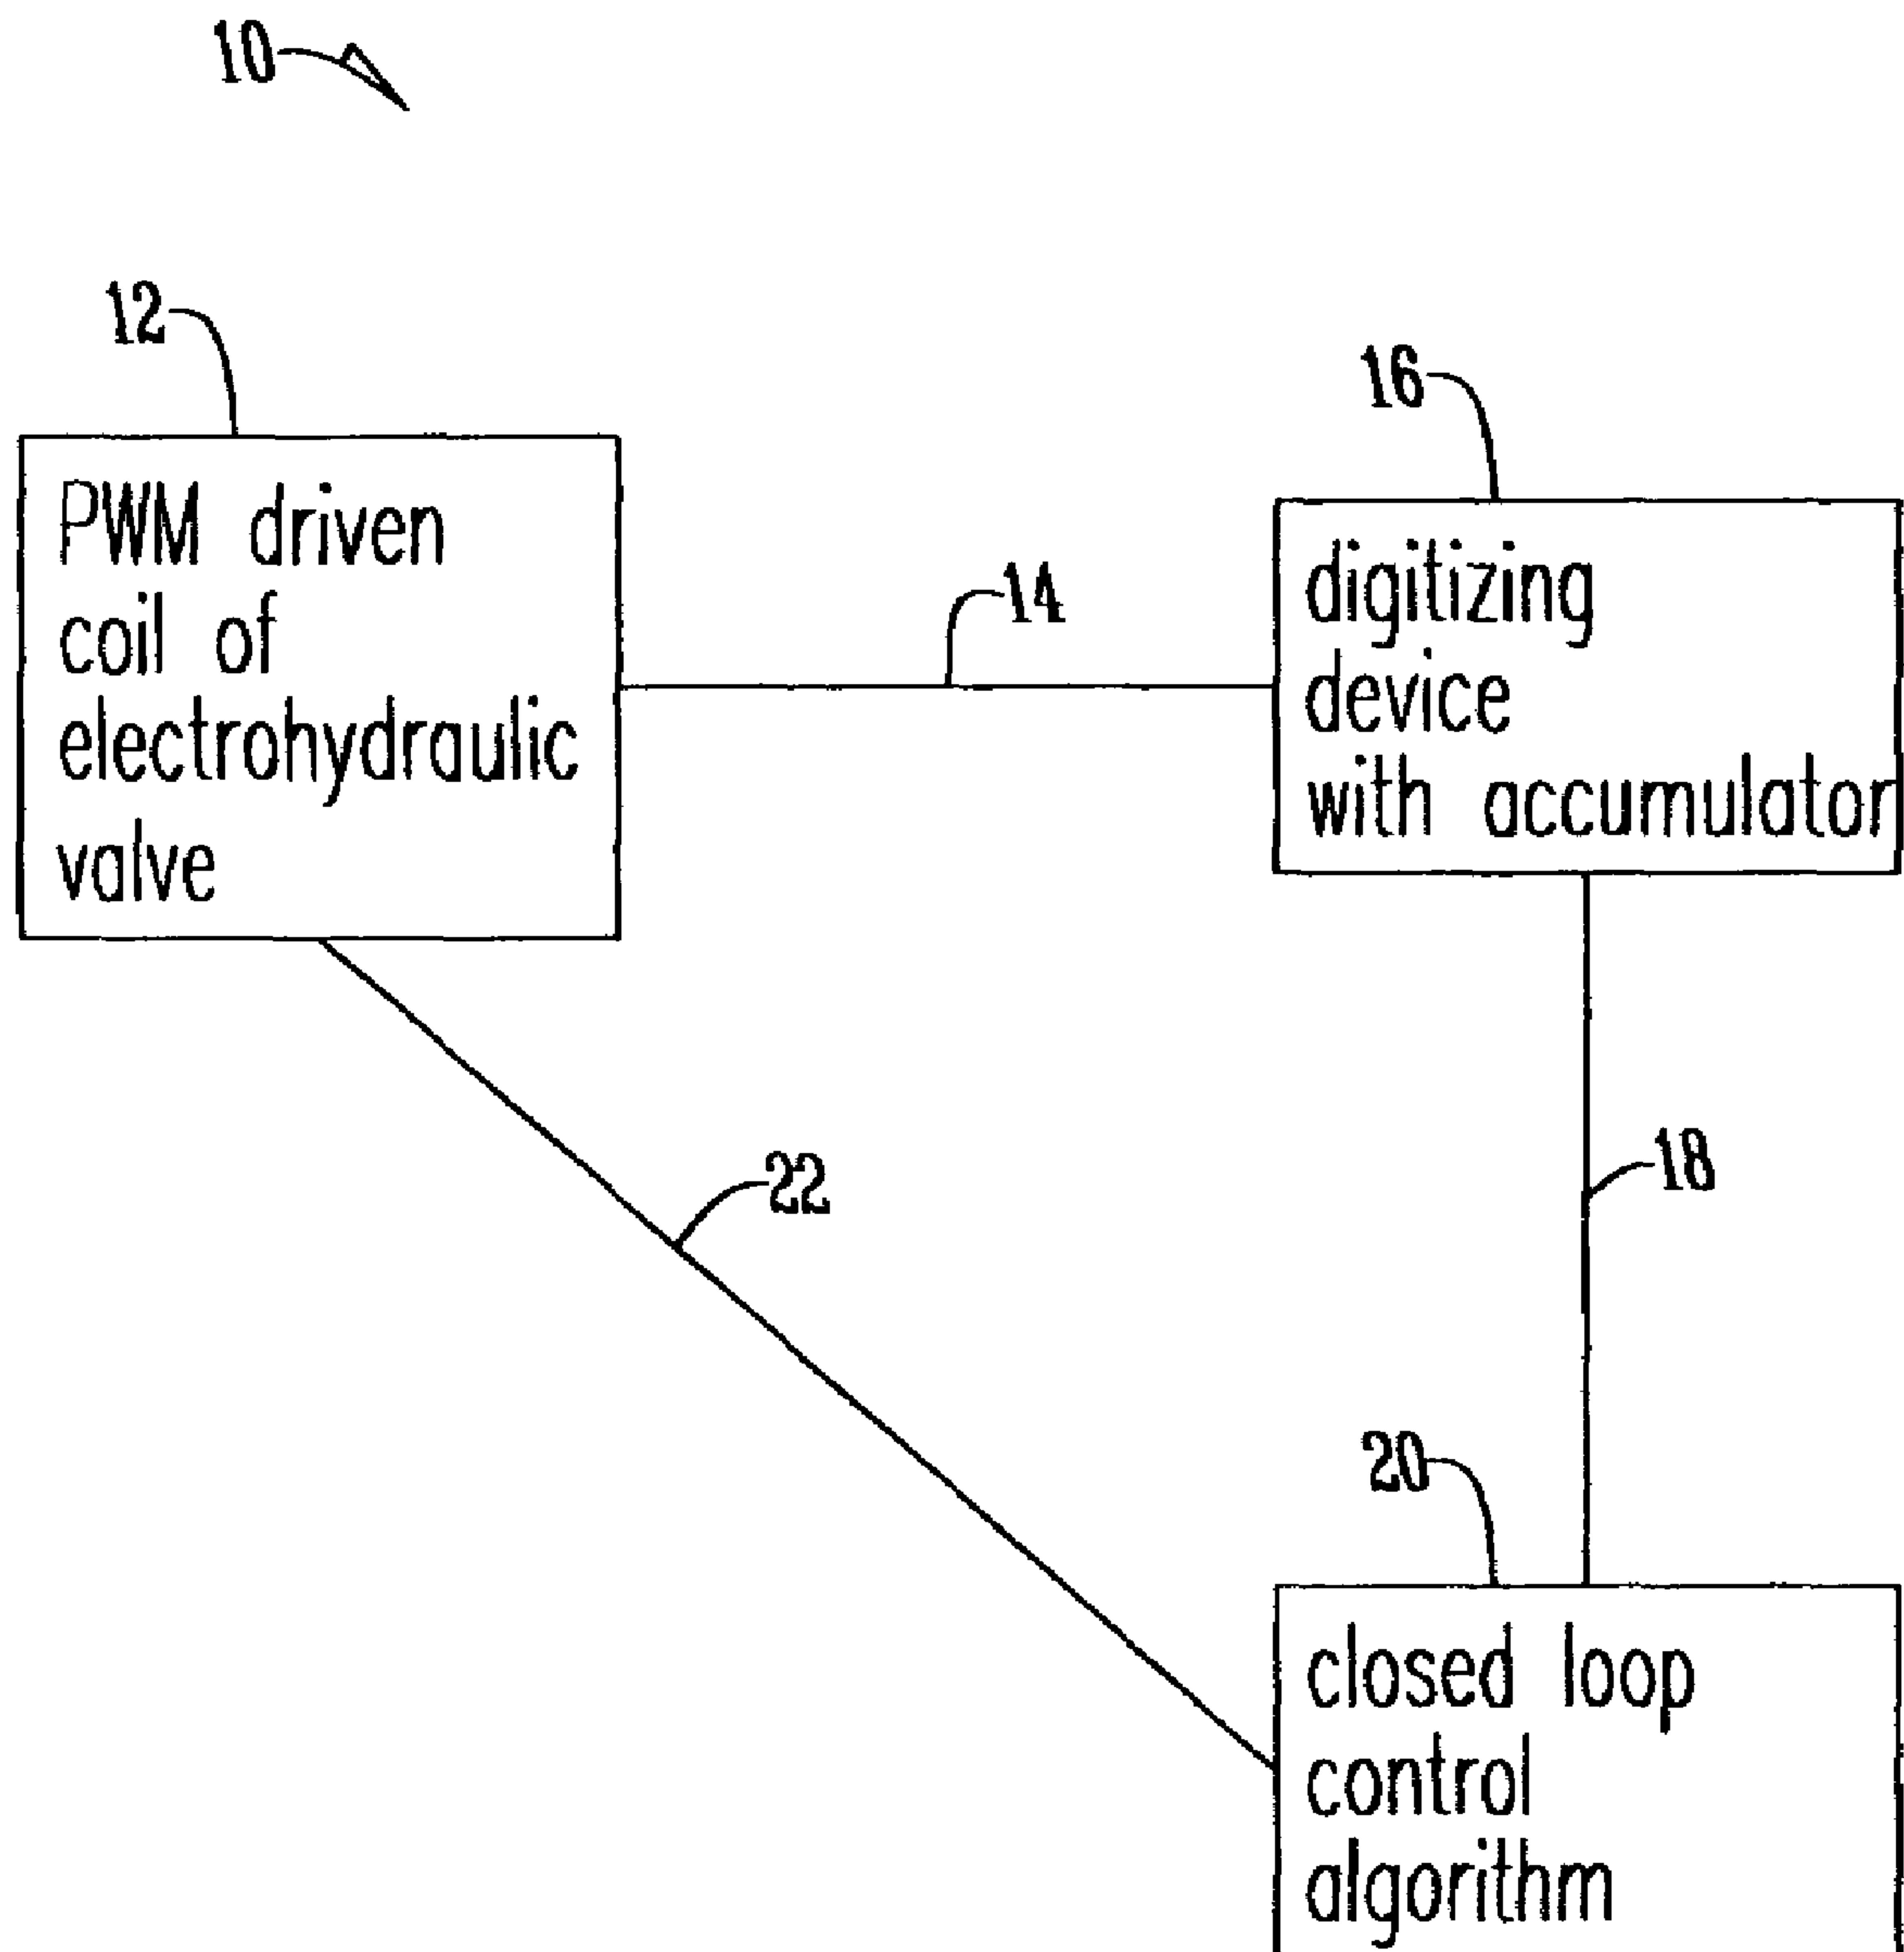 10
12
PWM driven
coil of
electrohydraulic
valve
14
16
digitizing
device
with accumulator
18
22
20
closed loop
control
algorithm